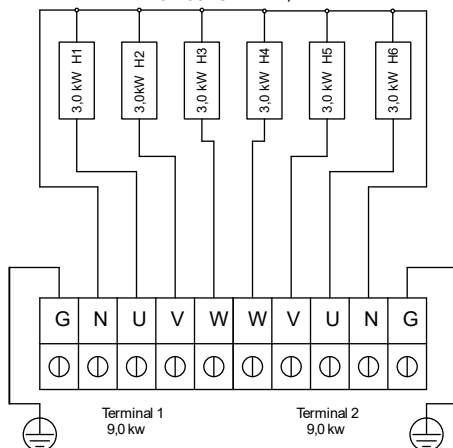 3,0 kW H1
3,0kW H2
3,0 kW H3
3,0 kW H4
3,0 kW H5
3,0 kW H6
G N U V W W V U N G
Terminal 1 Terminal 2
9,0 kw 9,0 kw